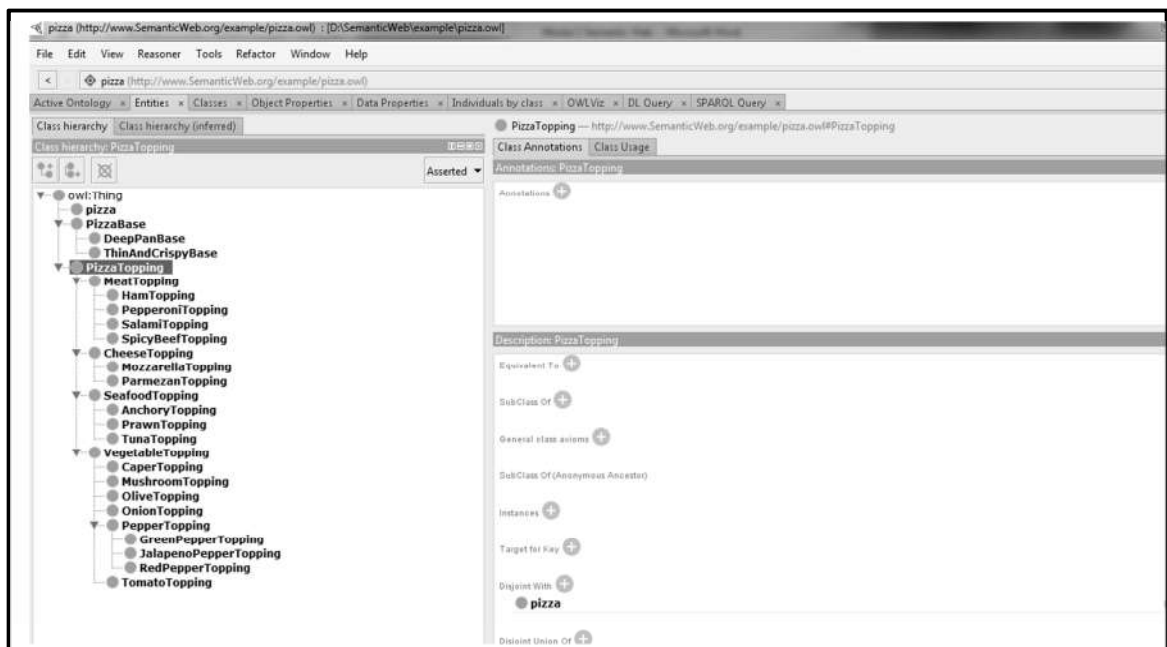 pizza (http://www.SemanticWeb.org/example/pizza.owl) : [D:\SemanticWeb\example\pizza.owl]
File Edit View Reasoner Tools Refactor Window Help
< pizza (http://www.SemanticWeb.org/example/pizza.owl)
Active Ontology × Entities × Classes × Object Properties × Data Properties × Individuals by class × OWLViz × DL Query × SPARQL Query ×
Class hierarchy Class hierarchy (inferred)
PizzaTopping — http://www.SemanticWeb.org/example/pizza.owl#PizzaTopping
Class hierarchy: PizzaTopping
Class Annotations Class Usage
Asserted
Annotations: PizzaTopping
Annotations
owl:Thing
pizza
PizzaBase
DeepPanBase
ThinAndCrispyBase
PizzaTopping
MeatTopping
HamTopping
PepperoniTopping
SalamiTopping
SpicyBeefTopping
CheeseTopping
MozzarellaTopping
ParmezanTopping
SeafoodTopping
AnchoryTopping
PrawnTopping
TunaTopping
VegetableTopping
CaperTopping
MushroomTopping
OliveTopping
OnionTopping
PepperTopping
GreenPepperTopping
JalapenoPepperTopping
RedPepperTopping
TomatoTopping
Description: PizzaTopping
Equivalent To
SubClass Of
General class axioms
SubClass Of (Anonymous Ancestor)
Instances
Target for Key
Disjoint With
pizza
Disjoint Union Of